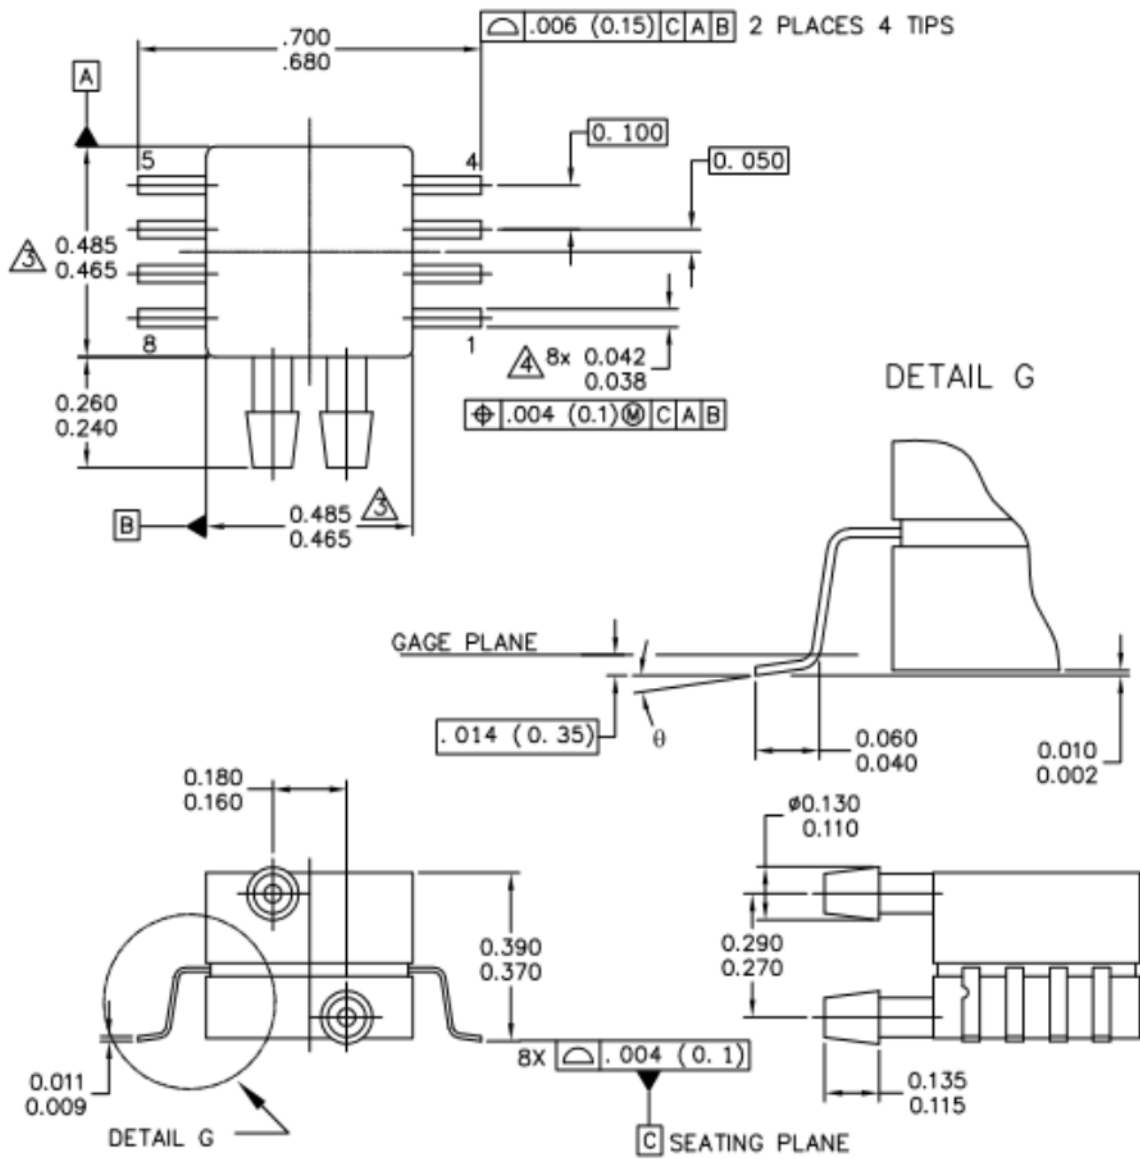 .700
.680
.006 (0.15) C A B 2 PLACES 4 TIPS
A
0. 100
0. 050
5
4
3
0.485
0.465
8
1
4 8x 0.042
0.038
.004 (0.1) Ⓜ C A B
0.260
0.240
B
0.485
0.465
3
DETAIL G
GAGE PLANE
. 014 ( 0. 35)
θ
0.060
0.040
0.010
0.002
0.180
0.160
ø0.130
0.110
0.390
0.370
0.290
0.270
8X . 004 ( 0. 1 )
0.011
0.009
DETAIL G
C SEATING PLANE
0.135
0.115